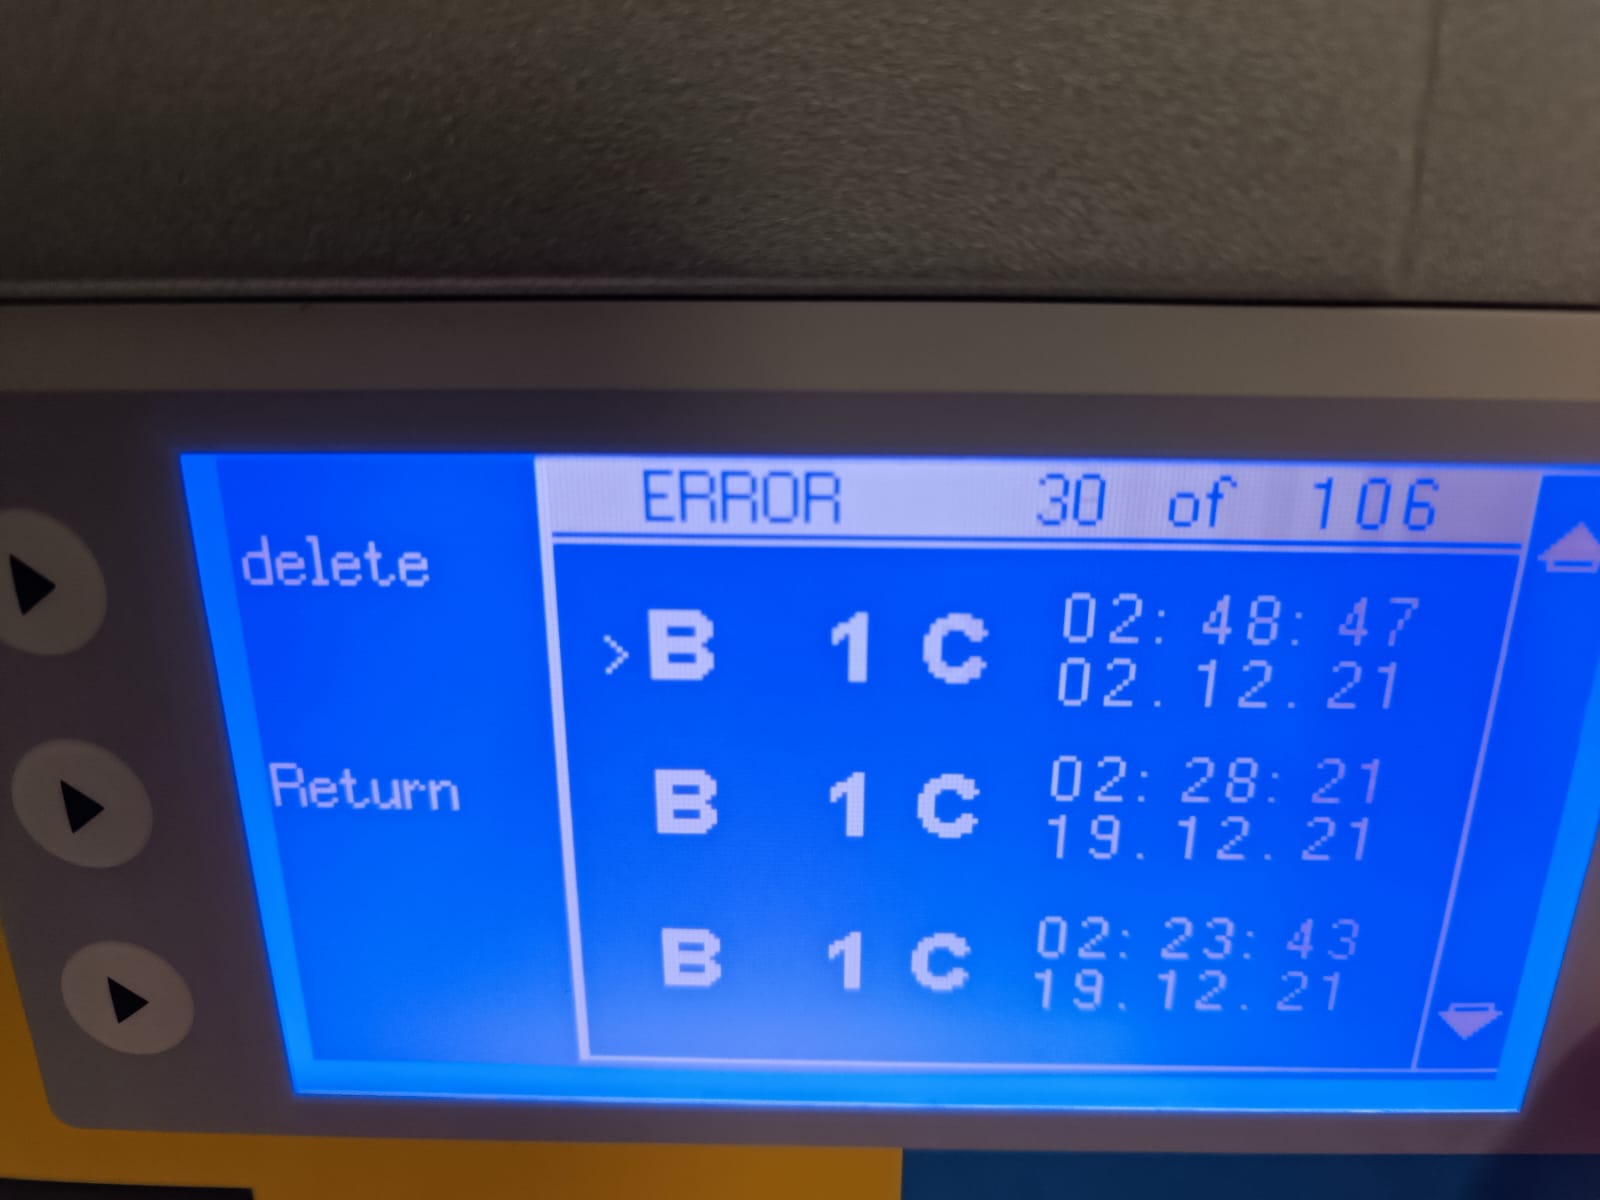 ERROR 30 of 106
delete
>B 1 C 02:48:47
02.12.21
Return
B 1 C 02:28:21
19.12.21
B 1 C 02:23:43
19.12.21